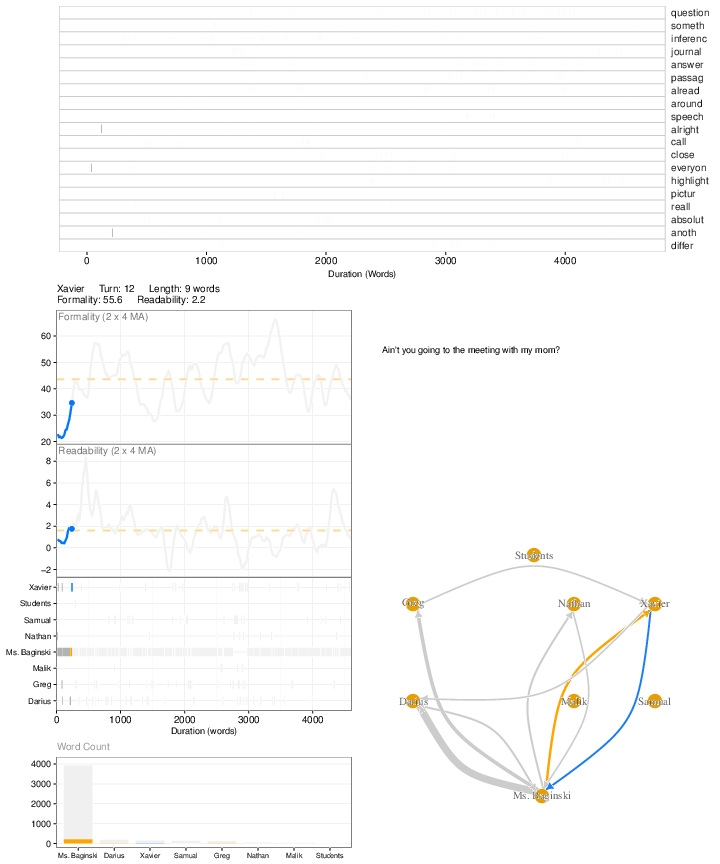 question
someth
inferenc
journal
answer
passag
alread
around
speech
alright
call
close
everyon
highlight
pictur
reall
absolut
anoth
differ
0 1000 2000 3000 4000
Duration (Words)
Xavier Turn: 12 Length: 9 words
Formality: 55.6 Readability: 2.2
Formality (2 x 4 MA)
60
50
40
30
20
Ain't you going to the meeting with my mom?
Readability (2 x 4 MA)
8
6
4
2
0
−2
Xavier
Students
Samual
Nathan
Ms. Baginski
Malik
Greg
Darius
0 1000 2000 3000 4000
Duration (words)
Students
Greg Nathan Xavier
Darius Malik Samual
Ms. Baginski
Word Count
4000
3000
2000
1000
0
Ms. Baginski Darius Xavier Samual Greg Nathan Malik Students